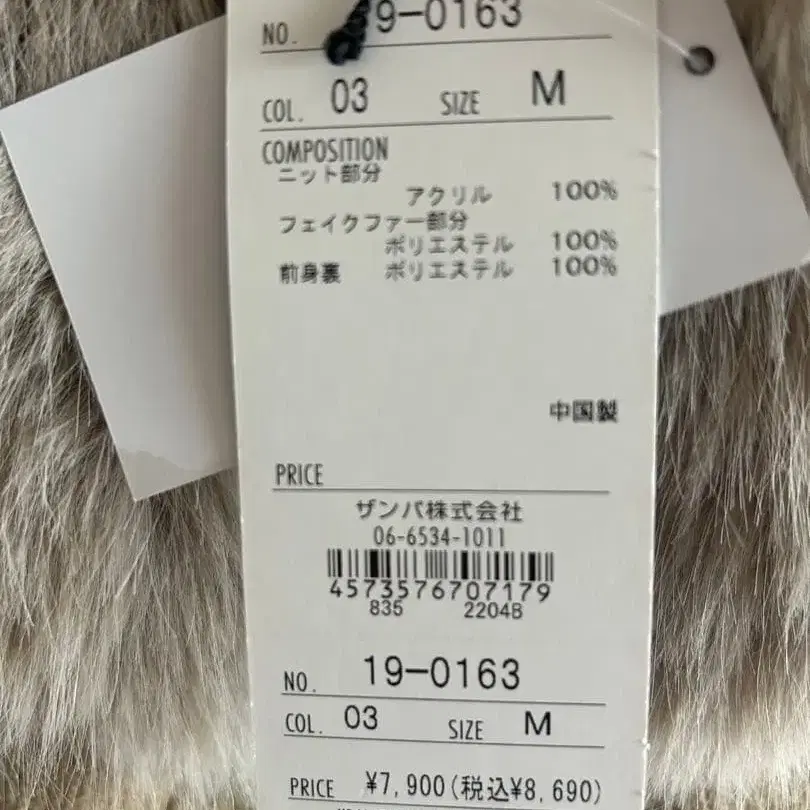 NO. 19-0163
COL. 03 SIZE M
COMPOSITION
ニット部分
アクリル 100%
フェイクファー部分
ポリエステル 100%
前身裏 ポリエステル 100%
中国製
PRICE
ザンパ株式会社
06-6534-1011
4573576707179
835 2204B
NO. 19-0163
COL. 03 SIZE M
PRICE ¥7,900(税込¥8,690)